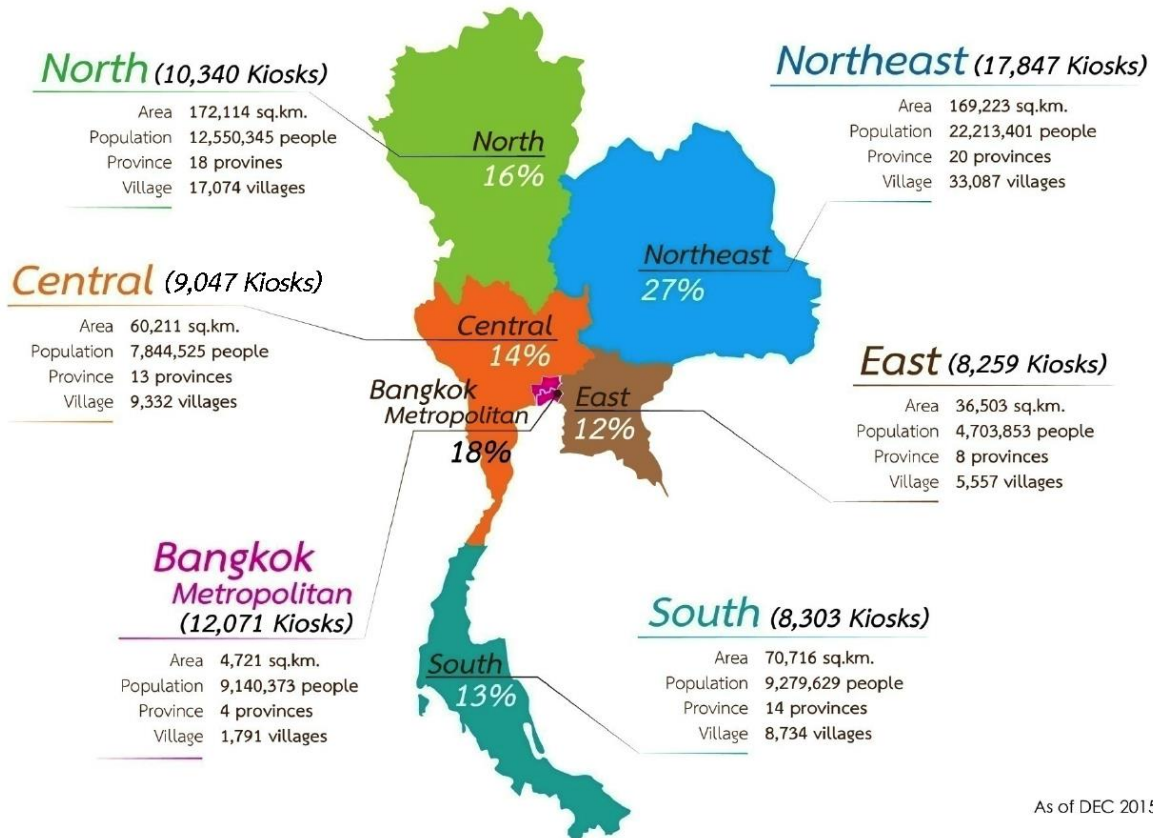 North (10,340 Kiosks)
Area 172,114 sq.km.
Population 12,550,345 people
Province 18 provines
Village 17,074 villages
Northeast (17,847 Kiosks)
Area 169,223 sq.km.
Population 22,213,401 people
Province 20 provinces
Village 33,087 villages
North
16%
Northeast
27%
Central (9,047 Kiosks)
Area 60,211 sq.km.
Population 7,844,525 people
Province 13 provinces
Village 9,332 villages
Central
14%
Bangkok
Metropolitan
18%
East
12%
East (8,259 Kiosks)
Area 36,503 sq.km.
Population 4,703,853 people
Province 8 provinces
Village 5,557 villages
Bangkok
Metropolitan
(12,071 Kiosks)
Area 4,721 sq.km.
Population 9,140,373 people
Province 4 provinces
Village 1,791 villages
South
13%
South (8,303 Kiosks)
Area 70,716 sq.km.
Population 9,279,629 people
Province 14 provinces
Village 8,734 villages
As of DEC 2015